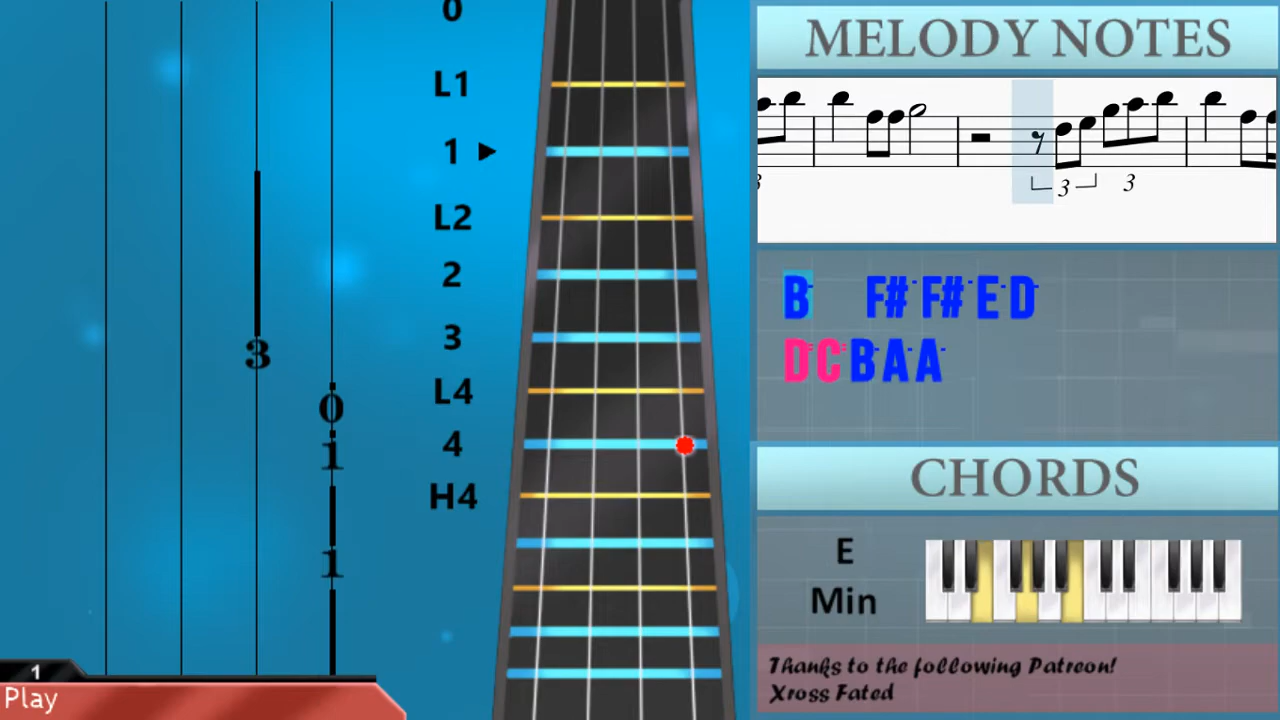 0
L1
1
L2
2
3
L4
4
H4
3
0
1
1
1
Play
MELODY NOTES
3 3 3
B F# F# E D
D C B A A
CHORDS
E
Min
Thanks to the following Patreon!
Xross Fated